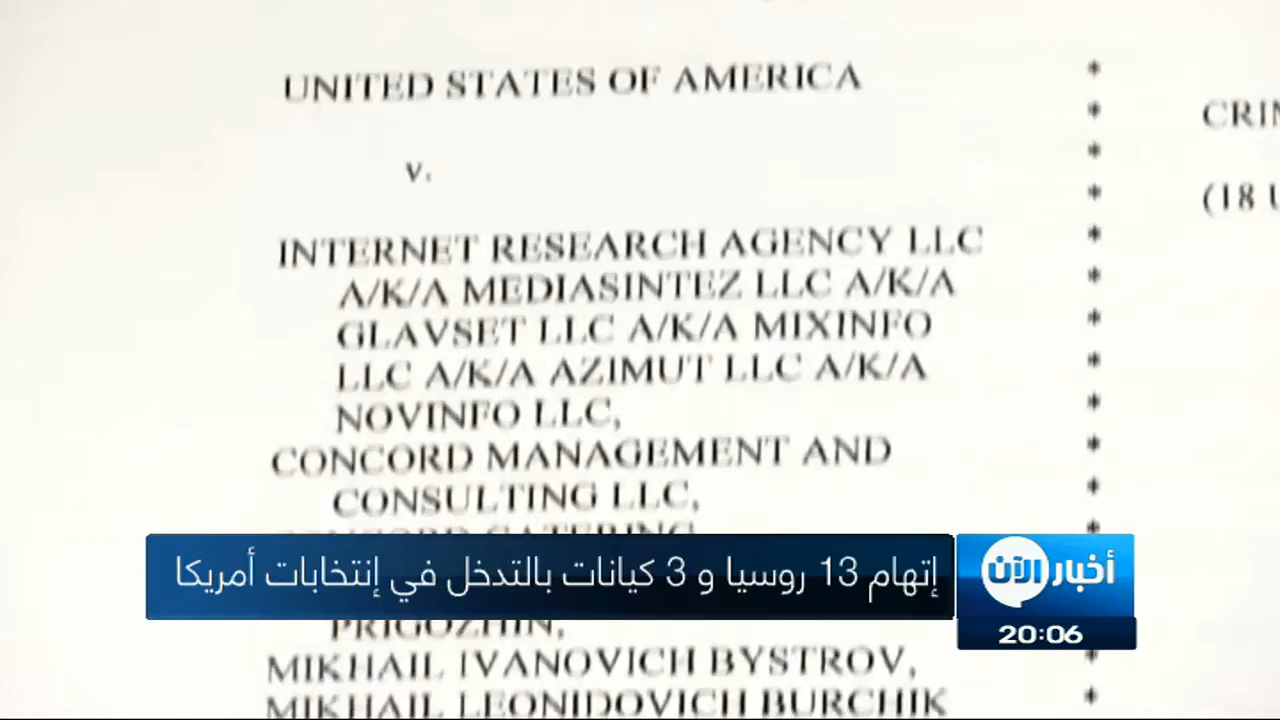 UNITED STATES OF AMERICA
v.
INTERNET RESEARCH AGENCY LLC
A/K/A MEDIASINTEZ LLC A/K/A
GLAVSET LLC A/K/A MIXINFO
LLC A/K/A AZIMUT LLC A/K/A
NOVINFO LLC,
CONCORD MANAGEMENT AND
CONSULTING LLC,
CONCORD CATERING
PRIGOZHIN,
MIKHAIL IVANOVICH BYSTROV,
MIKHAIL LEONIDOVICH BURCHIK
*
*
*
*
*
*
*
*
*
*
*
*
*
*
(18
إتهام 13 روسيا و 3 كيانات بالتدخل في إنتخابات أمريكا
أخبار الآن
20:06